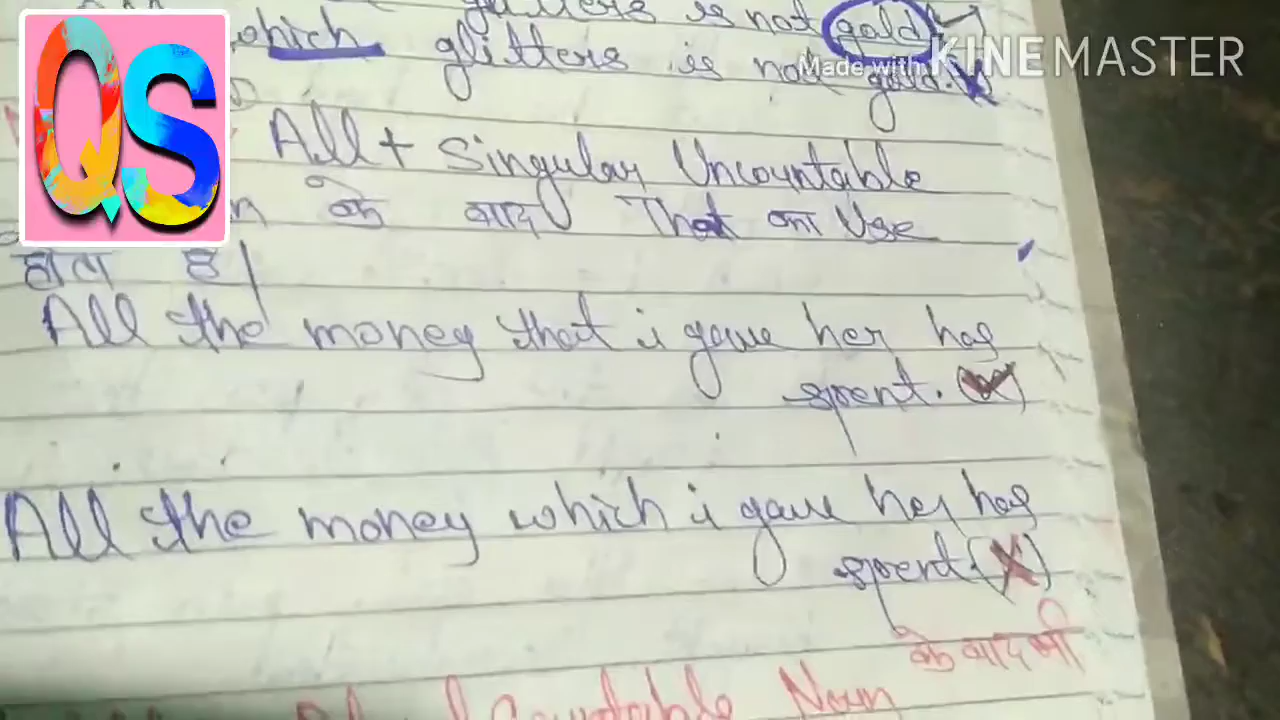 glitters is not gold
which glitters is not gold.
Made with KINEMASTER
QS
All + Singular Uncountable
के बाद That का Use
होता है।
All the money that i gave her has
spent.
All the money which i gave her has
spent.
के बाद भी
Countable Noun